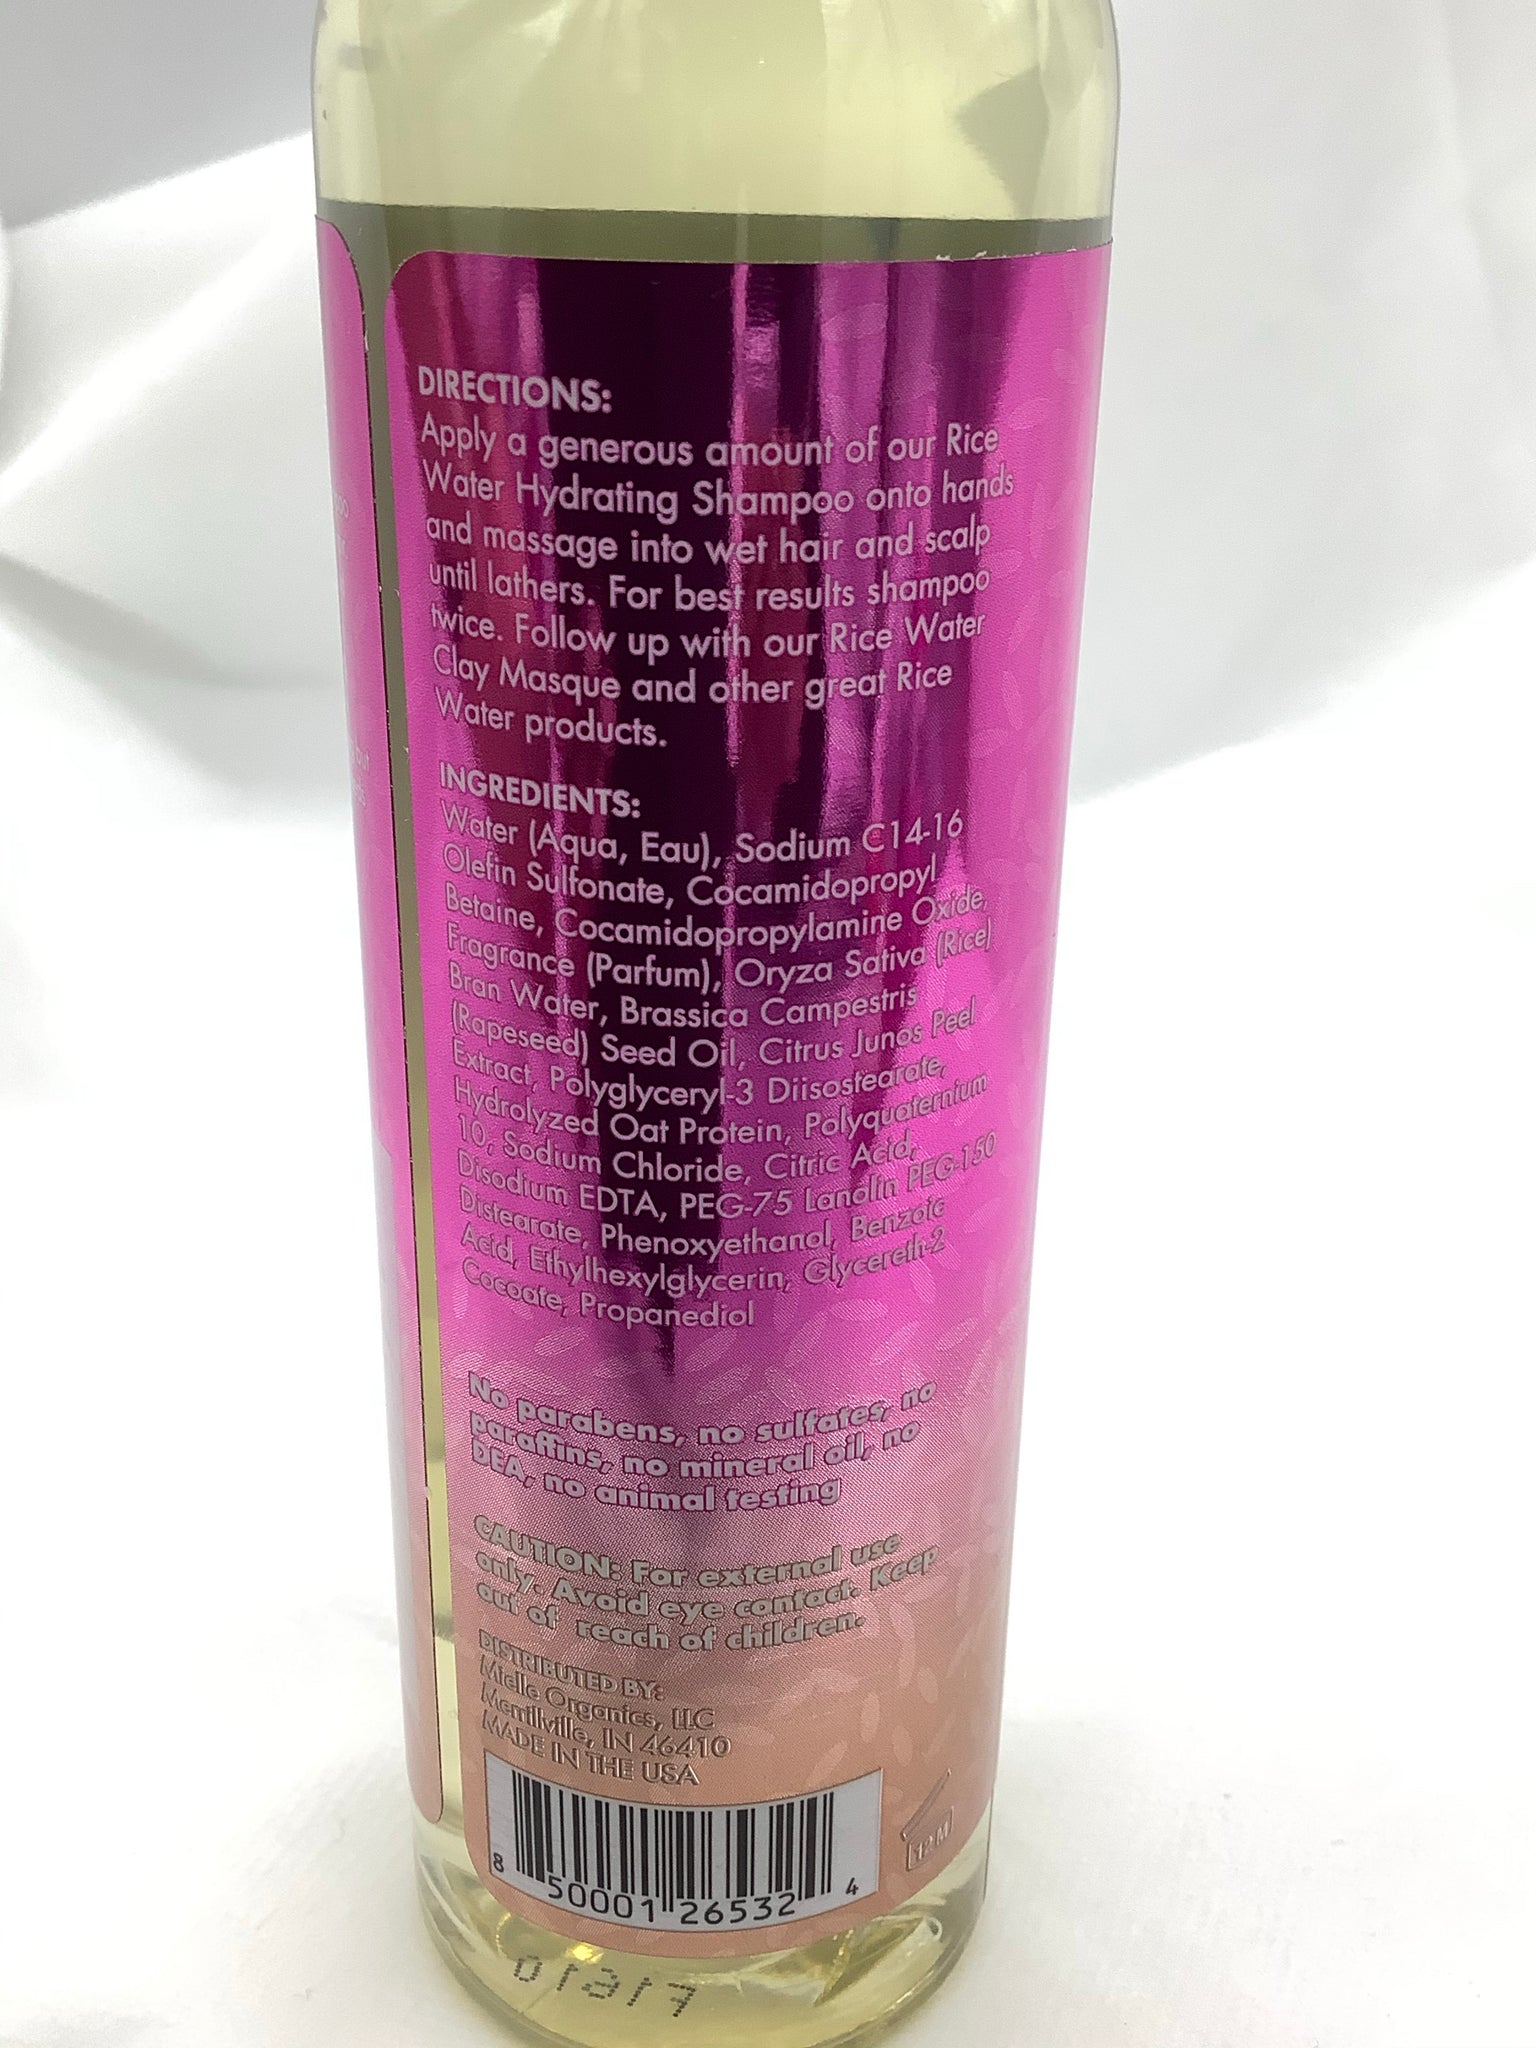 DIRECTIONS:
Apply a generous amount of our Rice
Water Hydrating Shampoo onto hands
and massage into wet hair and scalp
until lathers. For best results shampoo
twice. Follow up with our Rice Water
Clay Masque and other great Rice
Water products.
INGREDIENTS:
Water (Aqua, Eau), Sodium C14-16
Olefin Sulfonate, Cocamidopropyl
Betaine, Cocamidopropylamine Oxide,
Fragrance (Parfum), Oryza Sativa (Rice)
Bran Water, Brassica Campestris
(Rapeseed) Seed Oil, Citrus Junos Peel
Extract, Polyglyceryl-3 Diisostearate,
Hydrolyzed Oat Protein, Polyquaternium
10, Sodium Chloride, Citric Acid,
Disodium EDTA, PEG-75 Lanolin PEG-150
Distearate, Phenoxyethanol, Benzoic
Acid, Ethylhexylglycerin, Glycereth-2
Cocoate, Propanediol
No parabens, no sulfates, no
paraffins, no mineral oil, no
DEA, no animal testing
CAUTION: For external use
only. Avoid eye contact. Keep
out of reach of children.
DISTRIBUTED BY:
Mielle Organics, LLC
Merrillville, IN 46410
MADE IN THE USA
8 50001 26532 4
12M